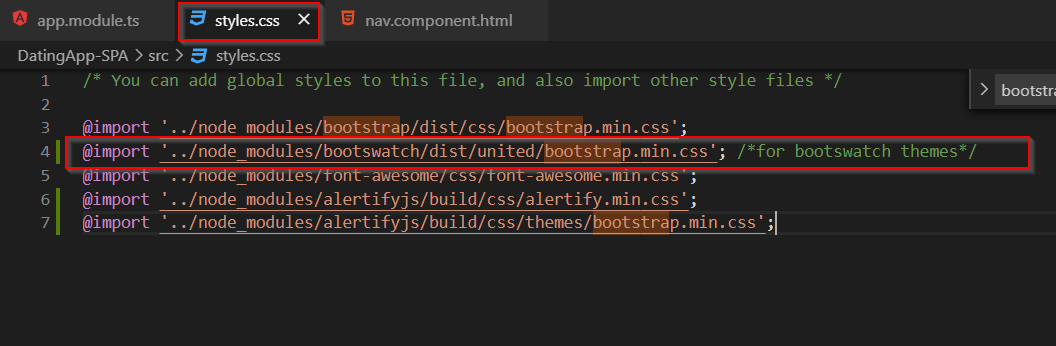 app.module.ts styles.css nav.component.html
DatingApp-SPA > src > styles.css
1 /* You can add global styles to this file, and also import other style files */
2
3 @import '../node_modules/bootstrap/dist/css/bootstrap.min.css';
4 @import '../node_modules/bootswatch/dist/united/bootstrap.min.css'; /*for bootswatch themes*/
5 @import '../node_modules/font-awesome/css/font-awesome.min.css';
6 @import '../node_modules/alertifyjs/build/css/alertify.min.css';
7 @import '../node_modules/alertifyjs/build/css/themes/bootstrap.min.css';
bootstra